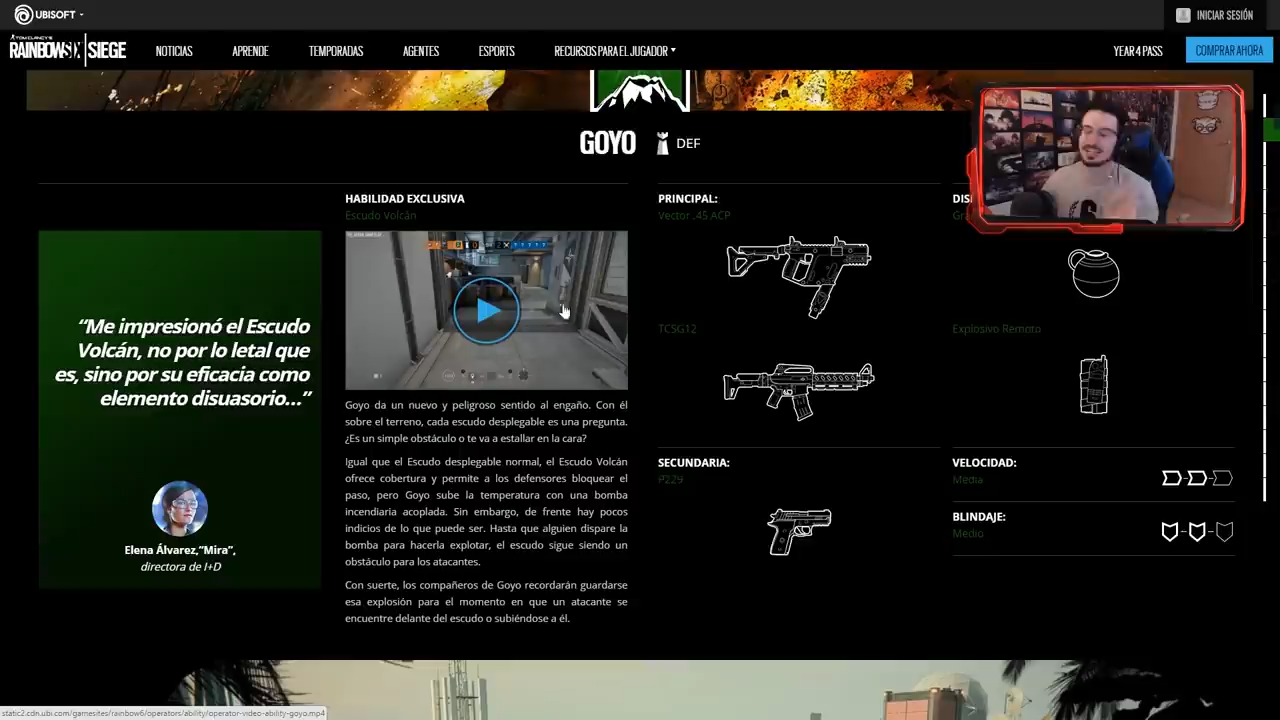 UBISOFT
INICIAR SESIÓN
TOM CLANCY'S
RAINBOWSIX|SIEGE
NOTICIAS
APRENDE
TEMPORADAS
AGENTES
ESPORTS
RECURSOS PARA EL JUGADOR
YEAR 4 PASS
COMPRAR AHORA
GOYO
DEF
HABILIDAD EXCLUSIVA
Escudo Volcán
“Me impresionó el Escudo
Volcán, no por lo letal que
es, sino por su eficacia como
elemento disuasorio…”
Elena Álvarez,“Mira”,
directora de I+D
Goyo da un nuevo y peligroso sentido al engaño. Con él
sobre el terreno, cada escudo desplegable es una pregunta.
¿Es un simple obstáculo o te va a estallar en la cara?
Igual que el Escudo desplegable normal, el Escudo Volcán
ofrece cobertura y permite a los defensores bloquear el
paso, pero Goyo sube la temperatura con una bomba
incendiaria acoplada. Sin embargo, de frente hay pocos
indicios de lo que puede ser. Hasta que alguien dispare la
bomba para hacerla explotar, el escudo sigue siendo un
obstáculo para los atacantes.
Con suerte, los compañeros de Goyo recordarán guardarse
esa explosión para el momento en que un atacante se
encuentre delante del escudo o subiéndose a él.
PRINCIPAL:
Vector .45 ACP
TCSG12
SECUNDARIA:
P229
Explosivo Remoto
VELOCIDAD:
Media
BLINDAJE:
Medio
static2.cdn.ubi.com/gamesites/rainbow6/operators/ability/operator-video-ability-goyo.mp4